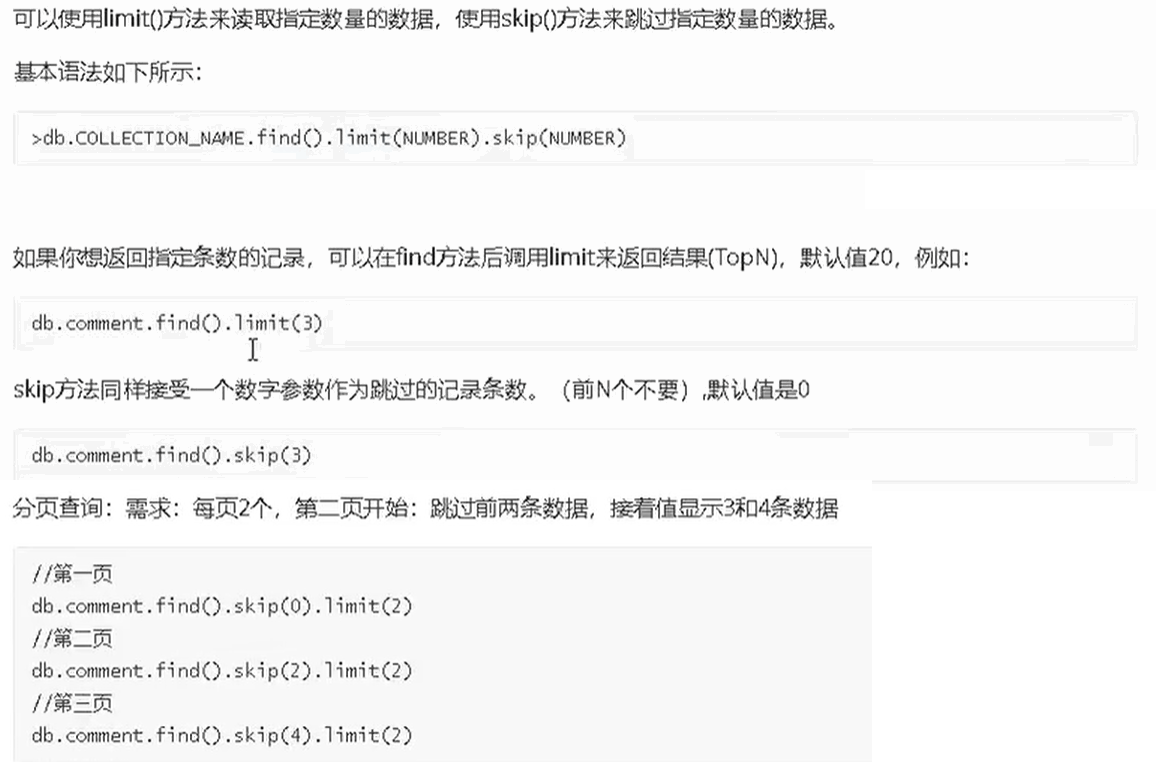 可以使用limit()方法来读取指定数量的数据，使用skip()方法来跳过指定数量的数据。
基本语法如下所示：
>db.COLLECTION_NAME.find().limit(NUMBER).skip(NUMBER)
如果你想返回指定条数的记录，可以在find方法后调用limit来返回结果(TopN)，默认值20，例如：
db.comment.find().limit(3)
skip方法同样接受一个数字参数作为跳过的记录条数。（前N个不要）,默认值是0
db.comment.find().skip(3)
分页查询：需求：每页2个，第二页开始：跳过前两条数据，接着值显示3和4条数据
//第一页
db.comment.find().skip(0).limit(2)
//第二页
db.comment.find().skip(2).limit(2)
//第三页
db.comment.find().skip(4).limit(2)